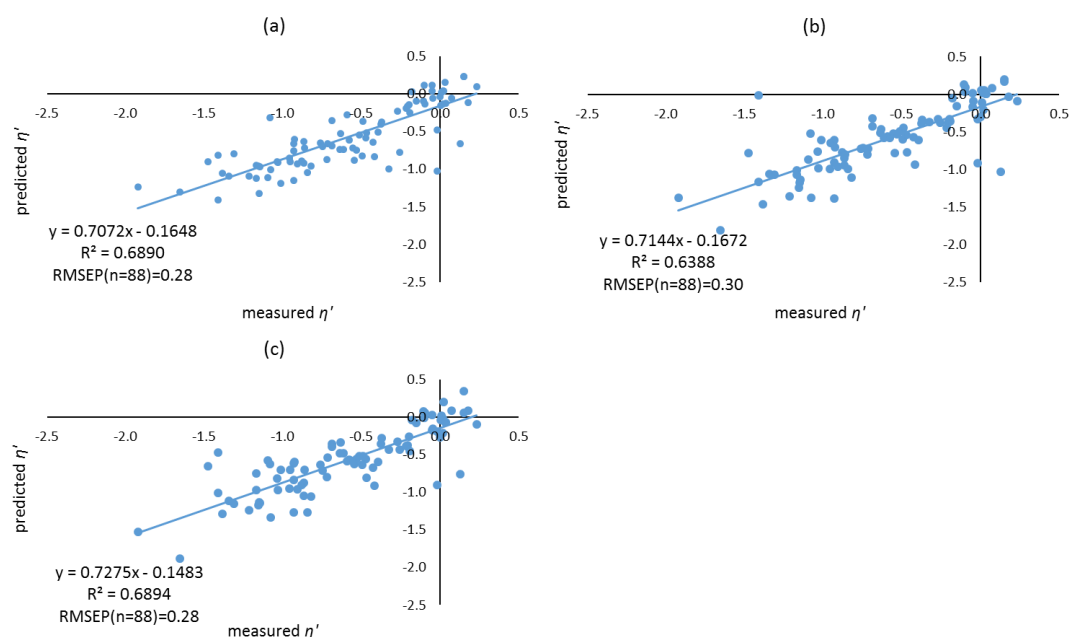 (a)
0.5
0.0
-2.5 -2.0 -1.5 -1.0 -0.5 0.0 0.5
-0.5
-1.0
-1.5
-2.0
-2.5
predicted η'
y = 0.7072x - 0.1648
R² = 0.6890
RMSEP(n=88)=0.28
measured η'
(b)
0.5
0.0
-2.5 -2.0 -1.5 -1.0 -0.5 0.0 0.5
-0.5
-1.0
-1.5
-2.0
-2.5
predicted η'
y = 0.7144x - 0.1672
R² = 0.6388
RMSEP(n=88)=0.30
measured η'
(c)
0.5
0.0
-2.5 -2.0 -1.5 -1.0 -0.5 0.0 0.5
-0.5
-1.0
-1.5
-2.0
-2.5
predicted η'
y = 0.7275x - 0.1483
R² = 0.6894
RMSEP(n=88)=0.28
measured η'